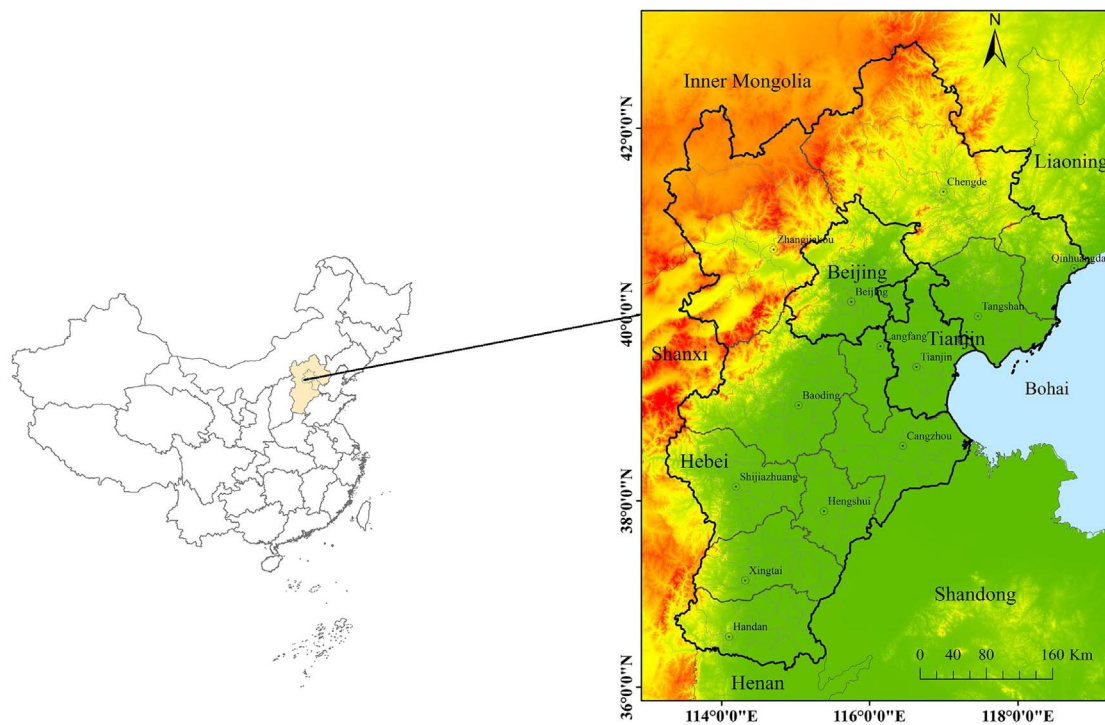 N
Inner Mongolia
42°0'0"N
Liaoning
Chengde
Zhangjiakou
Qinhuangda
Beijing
Beijing
40°0'0"N
Tangshan
Langfang
Tianjin
Shanxi
Tianjin
Bohai
Baoding
Cangzhou
Hebei
Shijiazhuang
38°0'0"N
Hengshui
Xingtai
Shandong
Handan
0 40 80 160 Km
Henan
36°0'0"N
114°0'0"E 116°0'0"E 118°0'0"E